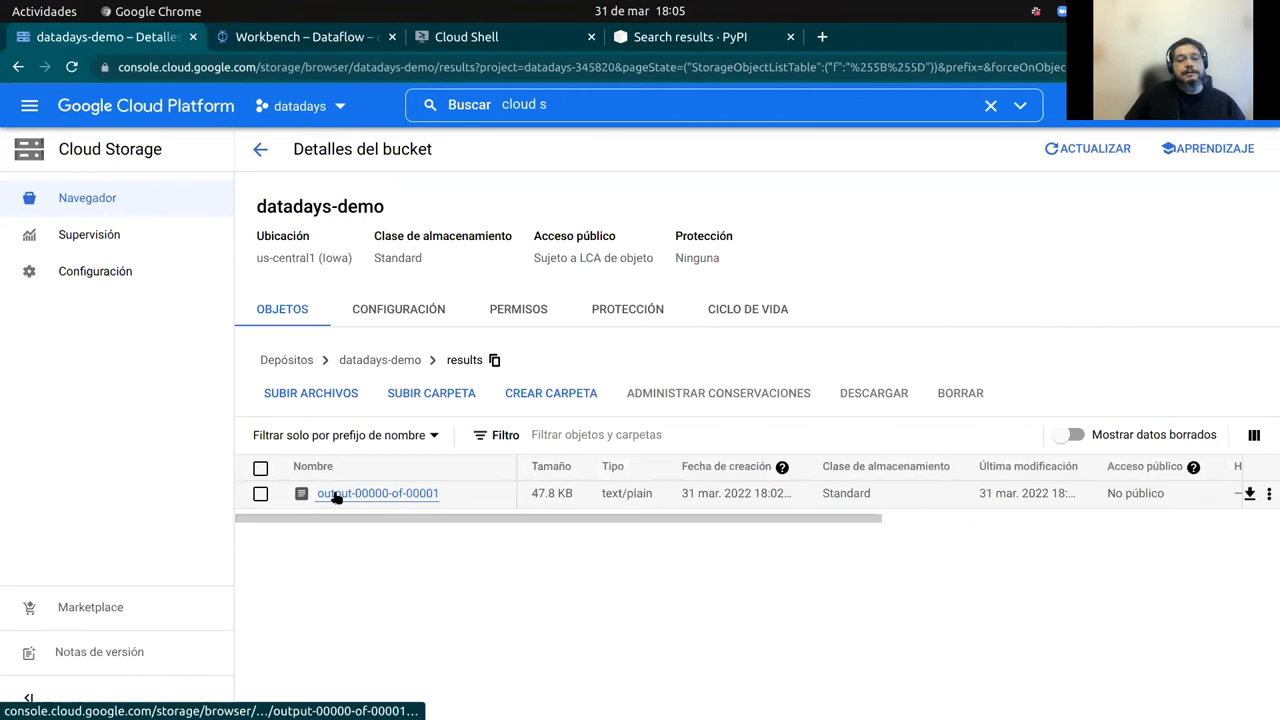 Actividades Google Chrome 31 de mar 18:05
datadays-demo – Detalles Workbench – Dataflow – c Cloud Shell Search results · PyPI
console.cloud.google.com/storage/browser/datadays-demo/results?project=datadays-345820&pageState=("StorageObjectListTable":("f":"%255B%255D"))&prefix=&forceOnObjec
Google Cloud Platform datadays Buscar cloud s
Cloud Storage Detalles del bucket ACTUALIZAR APRENDIZAJE
Navegador
Supervisión
Configuración
datadays-demo
Ubicación Clase de almacenamiento Acceso público Protección
us-central1 (Iowa) Standard Sujeto a LCA de objeto Ninguna
OBJETOS CONFIGURACIÓN PERMISOS PROTECCIÓN CICLO DE VIDA
Depósitos datadays-demo results
SUBIR ARCHIVOS SUBIR CARPETA CREAR CARPETA ADMINISTRAR CONSERVACIONES DESCARGAR BORRAR
Filtrar solo por prefijo de nombre Filtro Filtrar objetos y carpetas Mostrar datos borrados
Nombre Tamaño Tipo Fecha de creación Clase de almacenamiento Última modificación Acceso público H
output-00000-of-00001 47.8 KB text/plain 31 mar. 2022 18:02... Standard 31 mar. 2022 18:... No público —
Marketplace
Notas de versión
console.cloud.google.com/storage/browser/.../output-00000-of-00001...